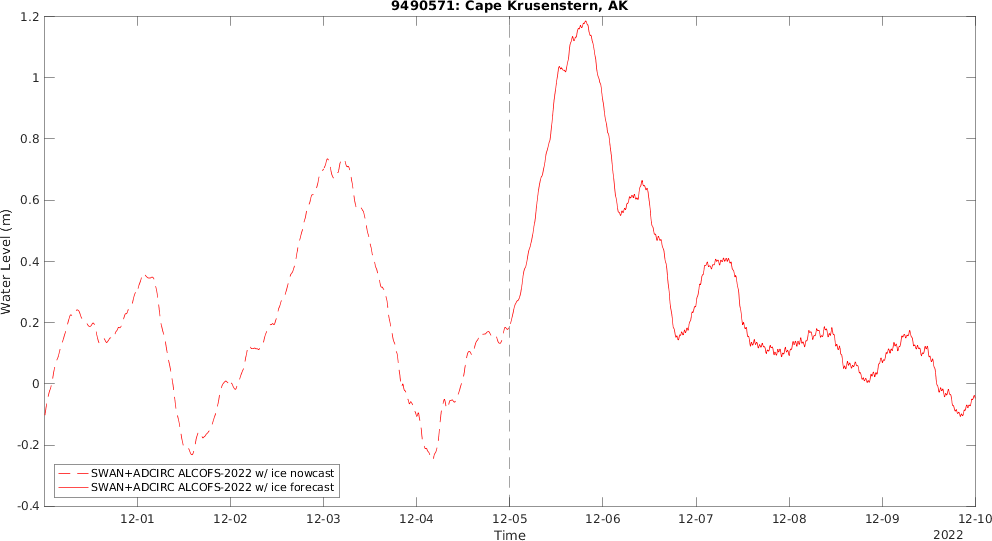 9490571: Cape Krusenstern, AK
Water Level (m)
1.2
1
0.8
0.6
0.4
0.2
0
-0.2
-0.4
SWAN+ADCIRC ALCOFS-2022 w/ ice nowcast
SWAN+ADCIRC ALCOFS-2022 w/ ice forecast
12-01 12-02 12-03 12-04 12-05 12-06 12-07 12-08 12-09 12-10
Time
2022